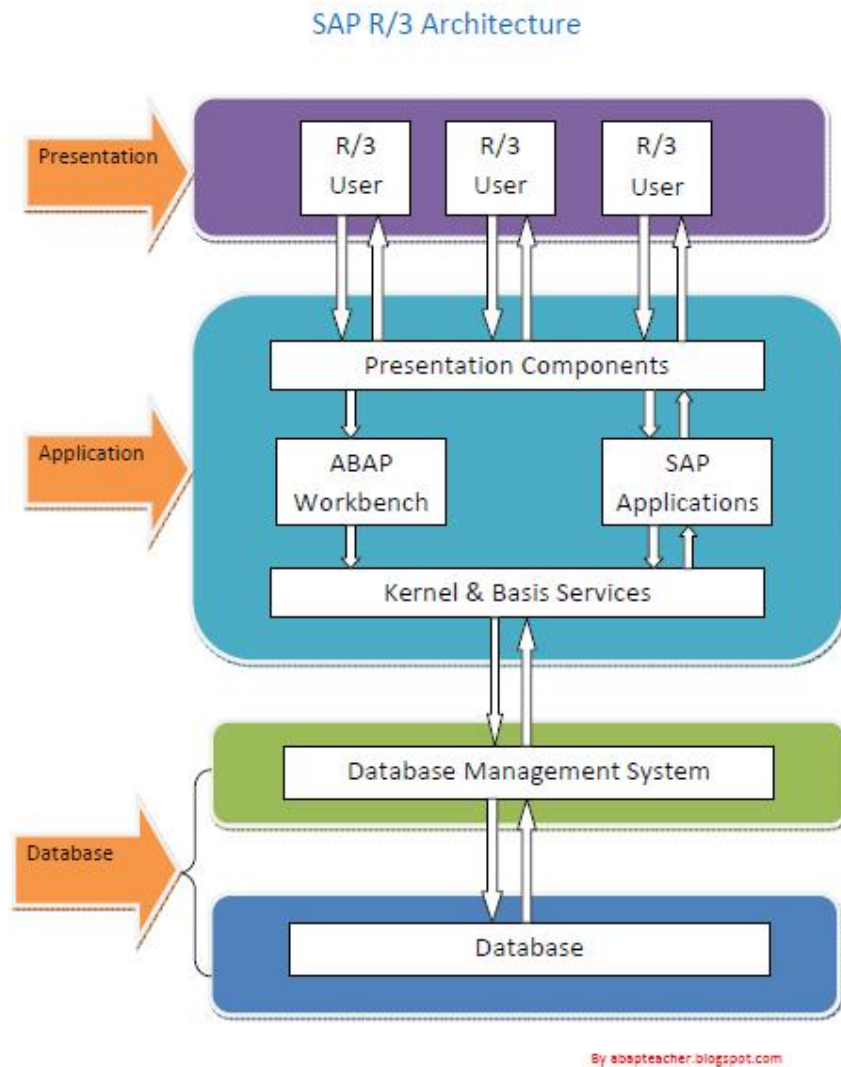 SAP R/3 Architecture
Presentation
R/3
User
R/3
User
R/3
User
Presentation Components
Application
ABAP
Workbench
SAP
Applications
Kernel & Basis Services
Database Management System
Database
Database
By abapteacher.blogspot.com